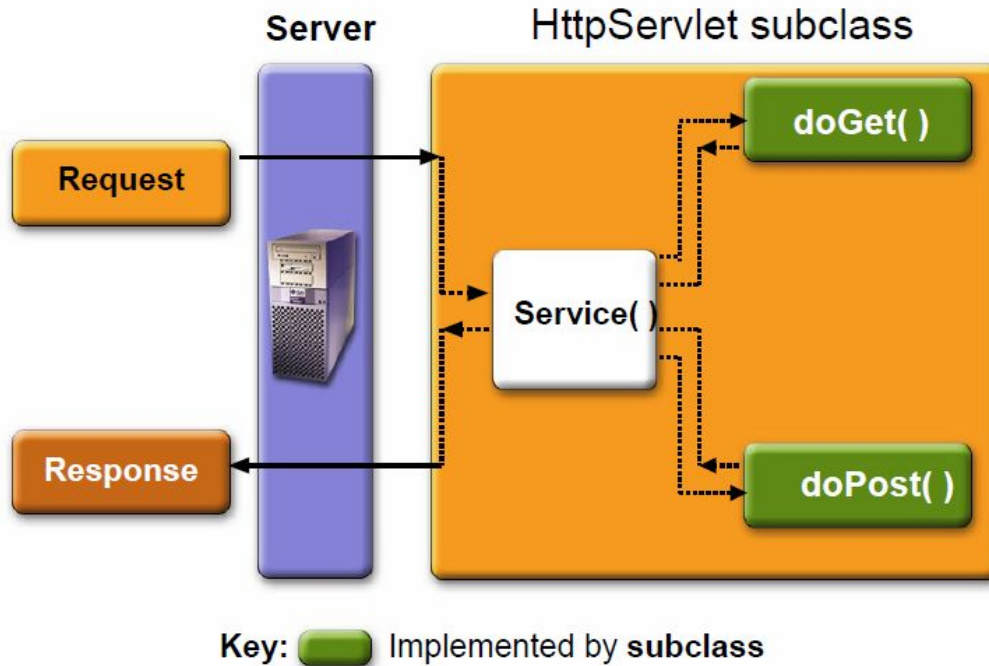 Server
HttpServlet subclass
Request
doGet( )
Service( )
Response
doPost( )
Key: Implemented by subclass